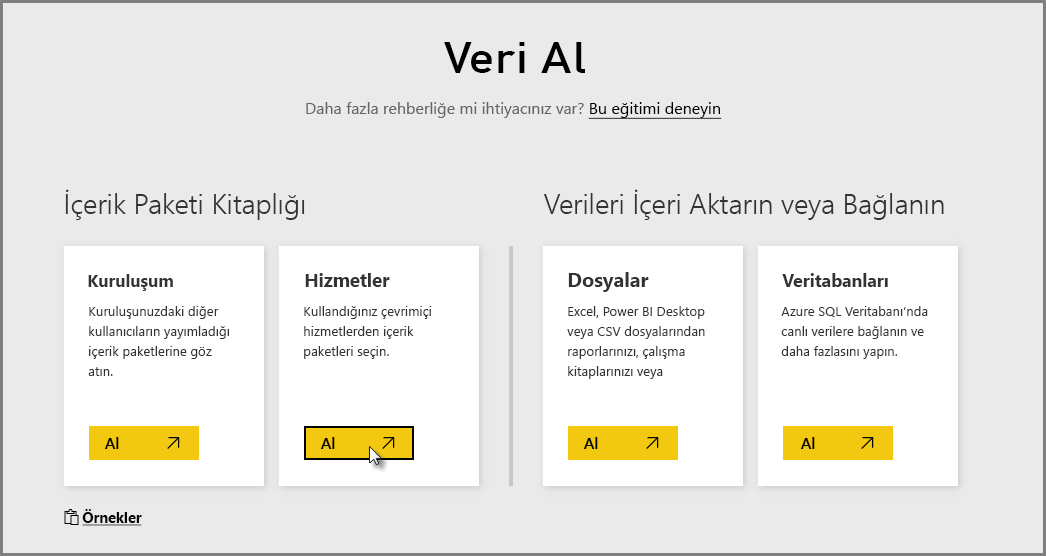 Veri Al
Daha fazla rehberliğe mi ihtiyacınız var? Bu eğitimi deneyin
İçerik Paketi Kitaplığı
Kuruluşum
Kuruluşunuzdaki diğer
kullanıcıların yayımladığı
içerik paketlerine göz
atın.
Al
Hizmetler
Kullandığınız çevrimiçi
hizmetlerden içerik
paketleri seçin.
Al
Verileri İçeri Aktarın veya Bağlanın
Dosyalar
Excel, Power BI Desktop
veya CSV dosyalarından
raporlarınızı, çalışma
kitaplarınızı veya
Al
Veritabanları
Azure SQL Veritabanı’nda
canlı verilere bağlanın ve
daha fazlasını yapın.
Al
Örnekler